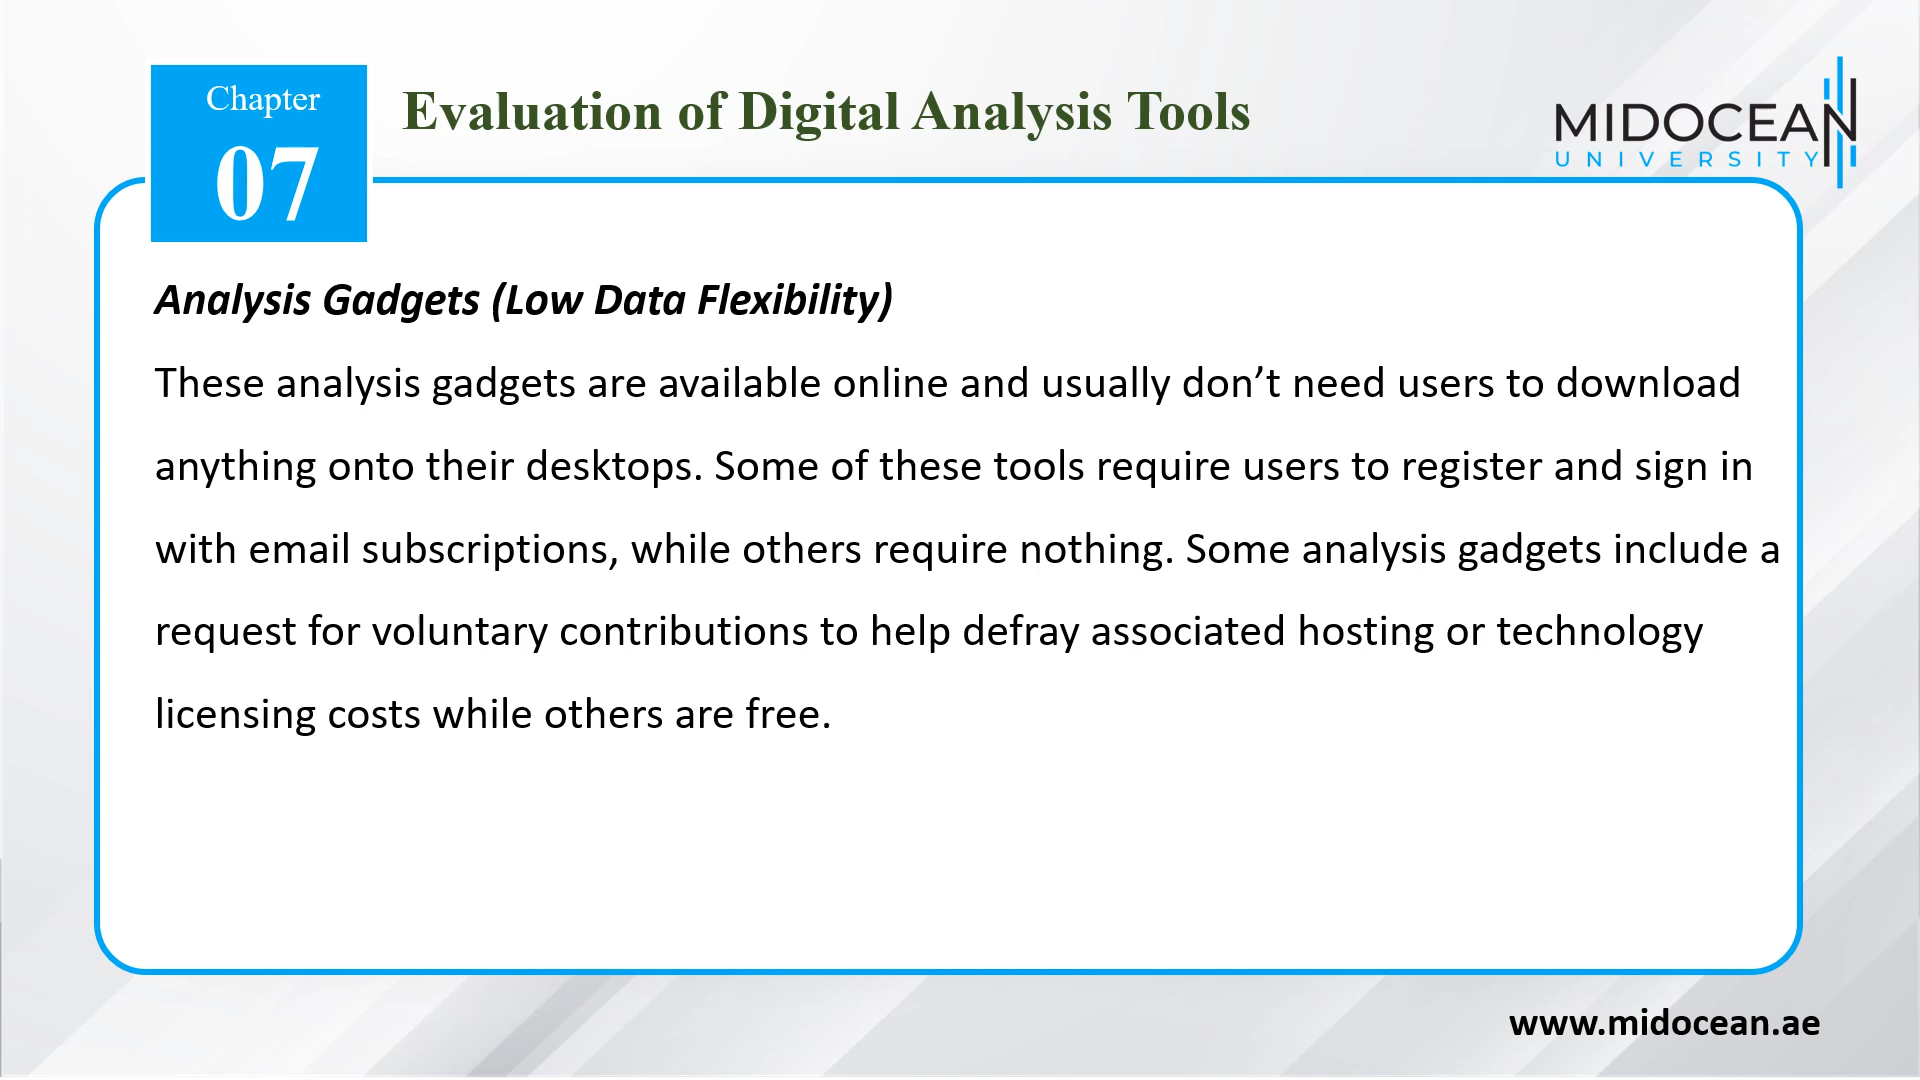 Chapter
07
Evaluation of Digital Analysis Tools
MIDOCEAN
UNIVERSITY
Analysis Gadgets (Low Data Flexibility)
These analysis gadgets are available online and usually don’t need users to download
anything onto their desktops. Some of these tools require users to register and sign in
with email subscriptions, while others require nothing. Some analysis gadgets include a
request for voluntary contributions to help defray associated hosting or technology
licensing costs while others are free.
www.midocean.ae